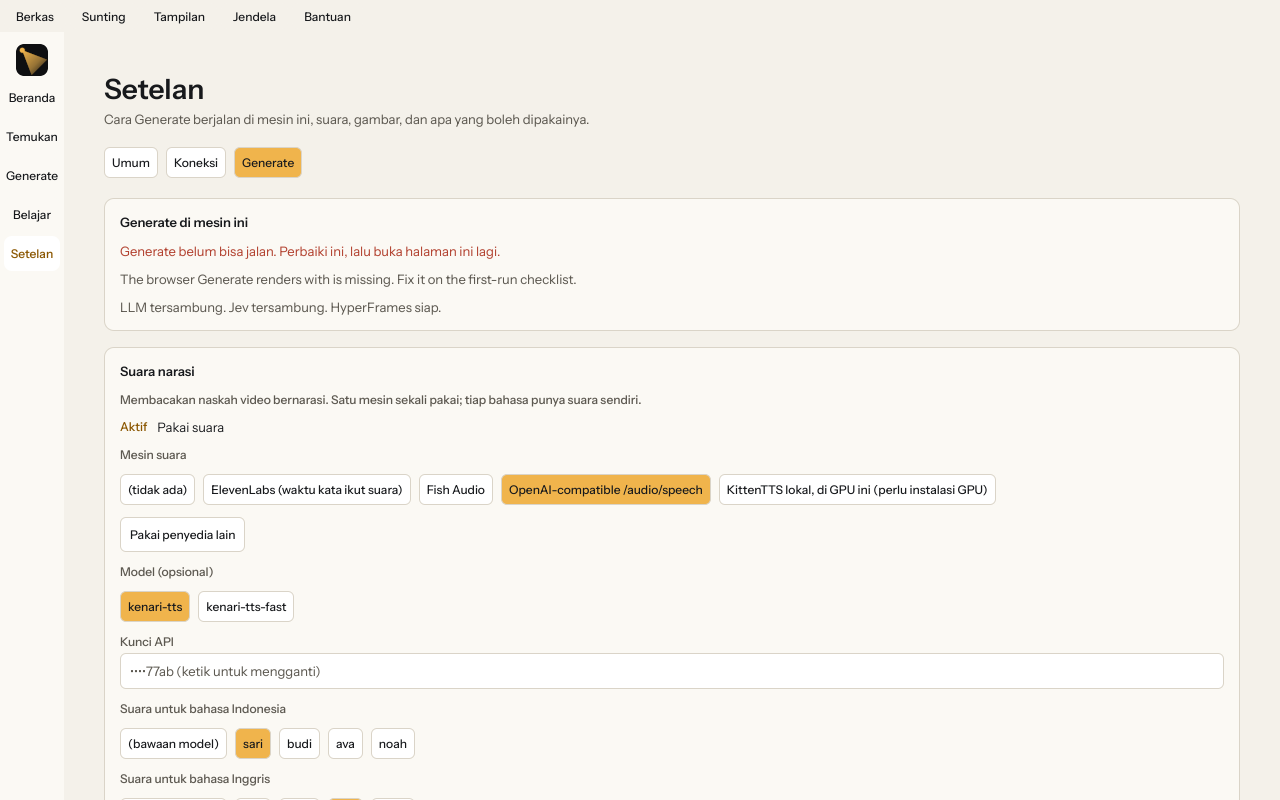 Berkas Sunting Tampilan Jendela Bantuan
Beranda
Temukan
Generate
Belajar
Setelan
Setelan
Cara Generate berjalan di mesin ini, suara, gambar, dan apa yang boleh dipakainya.
Umum Koneksi Generate
Generate di mesin ini
Generate belum bisa jalan. Perbaiki ini, lalu buka halaman ini lagi.
The browser Generate renders with is missing. Fix it on the first-run checklist.
LLM tersambung. Jev tersambung. HyperFrames siap.
Suara narasi
Membacakan naskah video bernarasi. Satu mesin sekali pakai; tiap bahasa punya suara sendiri.
Aktif Pakai suara
Mesin suara
(tidak ada) ElevenLabs (waktu kata ikut suara) Fish Audio OpenAI-compatible /audio/speech KittenTTS lokal, di GPU ini (perlu instalasi GPU)
Pakai penyedia lain
Model (opsional)
kenari-tts kenari-tts-fast
Kunci API
····77ab (ketik untuk mengganti)
Suara untuk bahasa Indonesia
(bawaan model) sari budi ava noah
Suara untuk bahasa Inggris